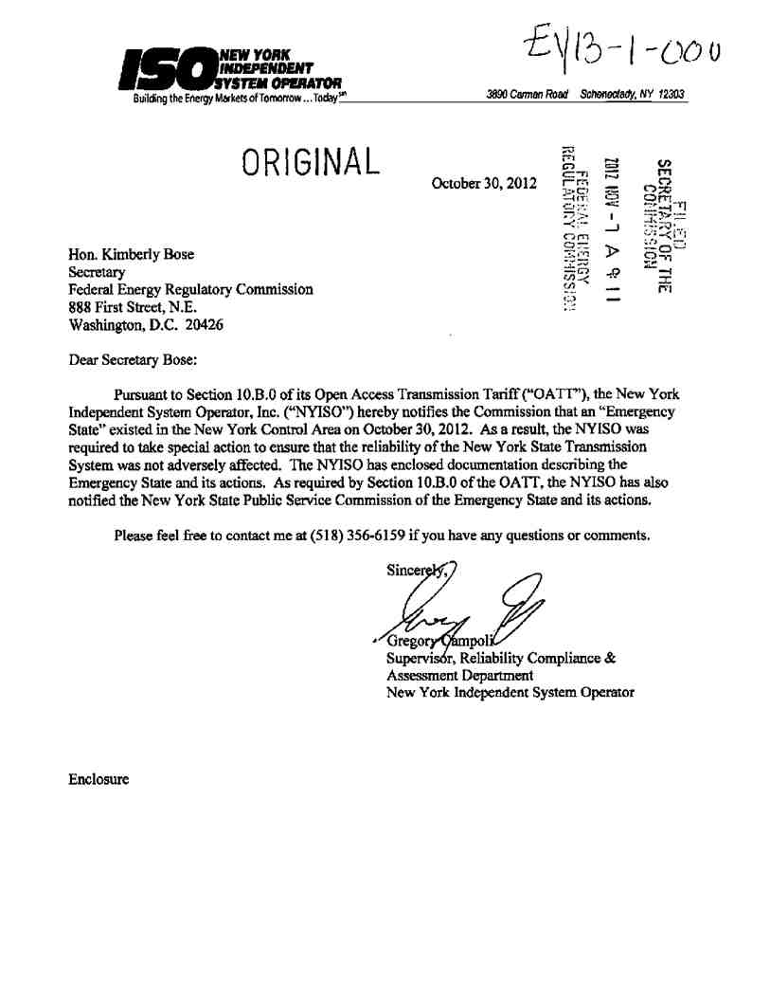 EY13-1-000
ISO NEW YORK
INDEPENDENT
SYSTEM OPERATOR
Building the Energy Markets of Tomorrow...Today℠
3890 Carman Road Schenectady, NY 12303
ORIGINAL
October 30, 2012
FILED
SECRETARY OF THE
COMMISSION
2012 NOV -7 A 9: 11
FEDERAL ENERGY
REGULATORY COMMISSION
Hon. Kimberly Bose
Secretary
Federal Energy Regulatory Commission
888 First Street, N.E.
Washington, D.C. 20426
Dear Secretary Bose:
Pursuant to Section 10.B.0 of its Open Access Transmission Tariff (“OATT”), the New York
Independent System Operator, Inc. (“NYISO”) hereby notifies the Commission that an “Emergency
State” existed in the New York Control Area on October 30, 2012. As a result, the NYISO was
required to take special action to ensure that the reliability of the New York State Transmission
System was not adversely affected. The NYISO has enclosed documentation describing the
Emergency State and its actions. As required by Section 10.B.0 of the OATT, the NYISO has also
notified the New York State Public Service Commission of the Emergency State and its actions.
Please feel free to contact me at (518) 356-6159 if you have any questions or comments.
Sincerely,
Gregory Campoli
Supervisor, Reliability Compliance &
Assessment Department
New York Independent System Operator
Enclosure